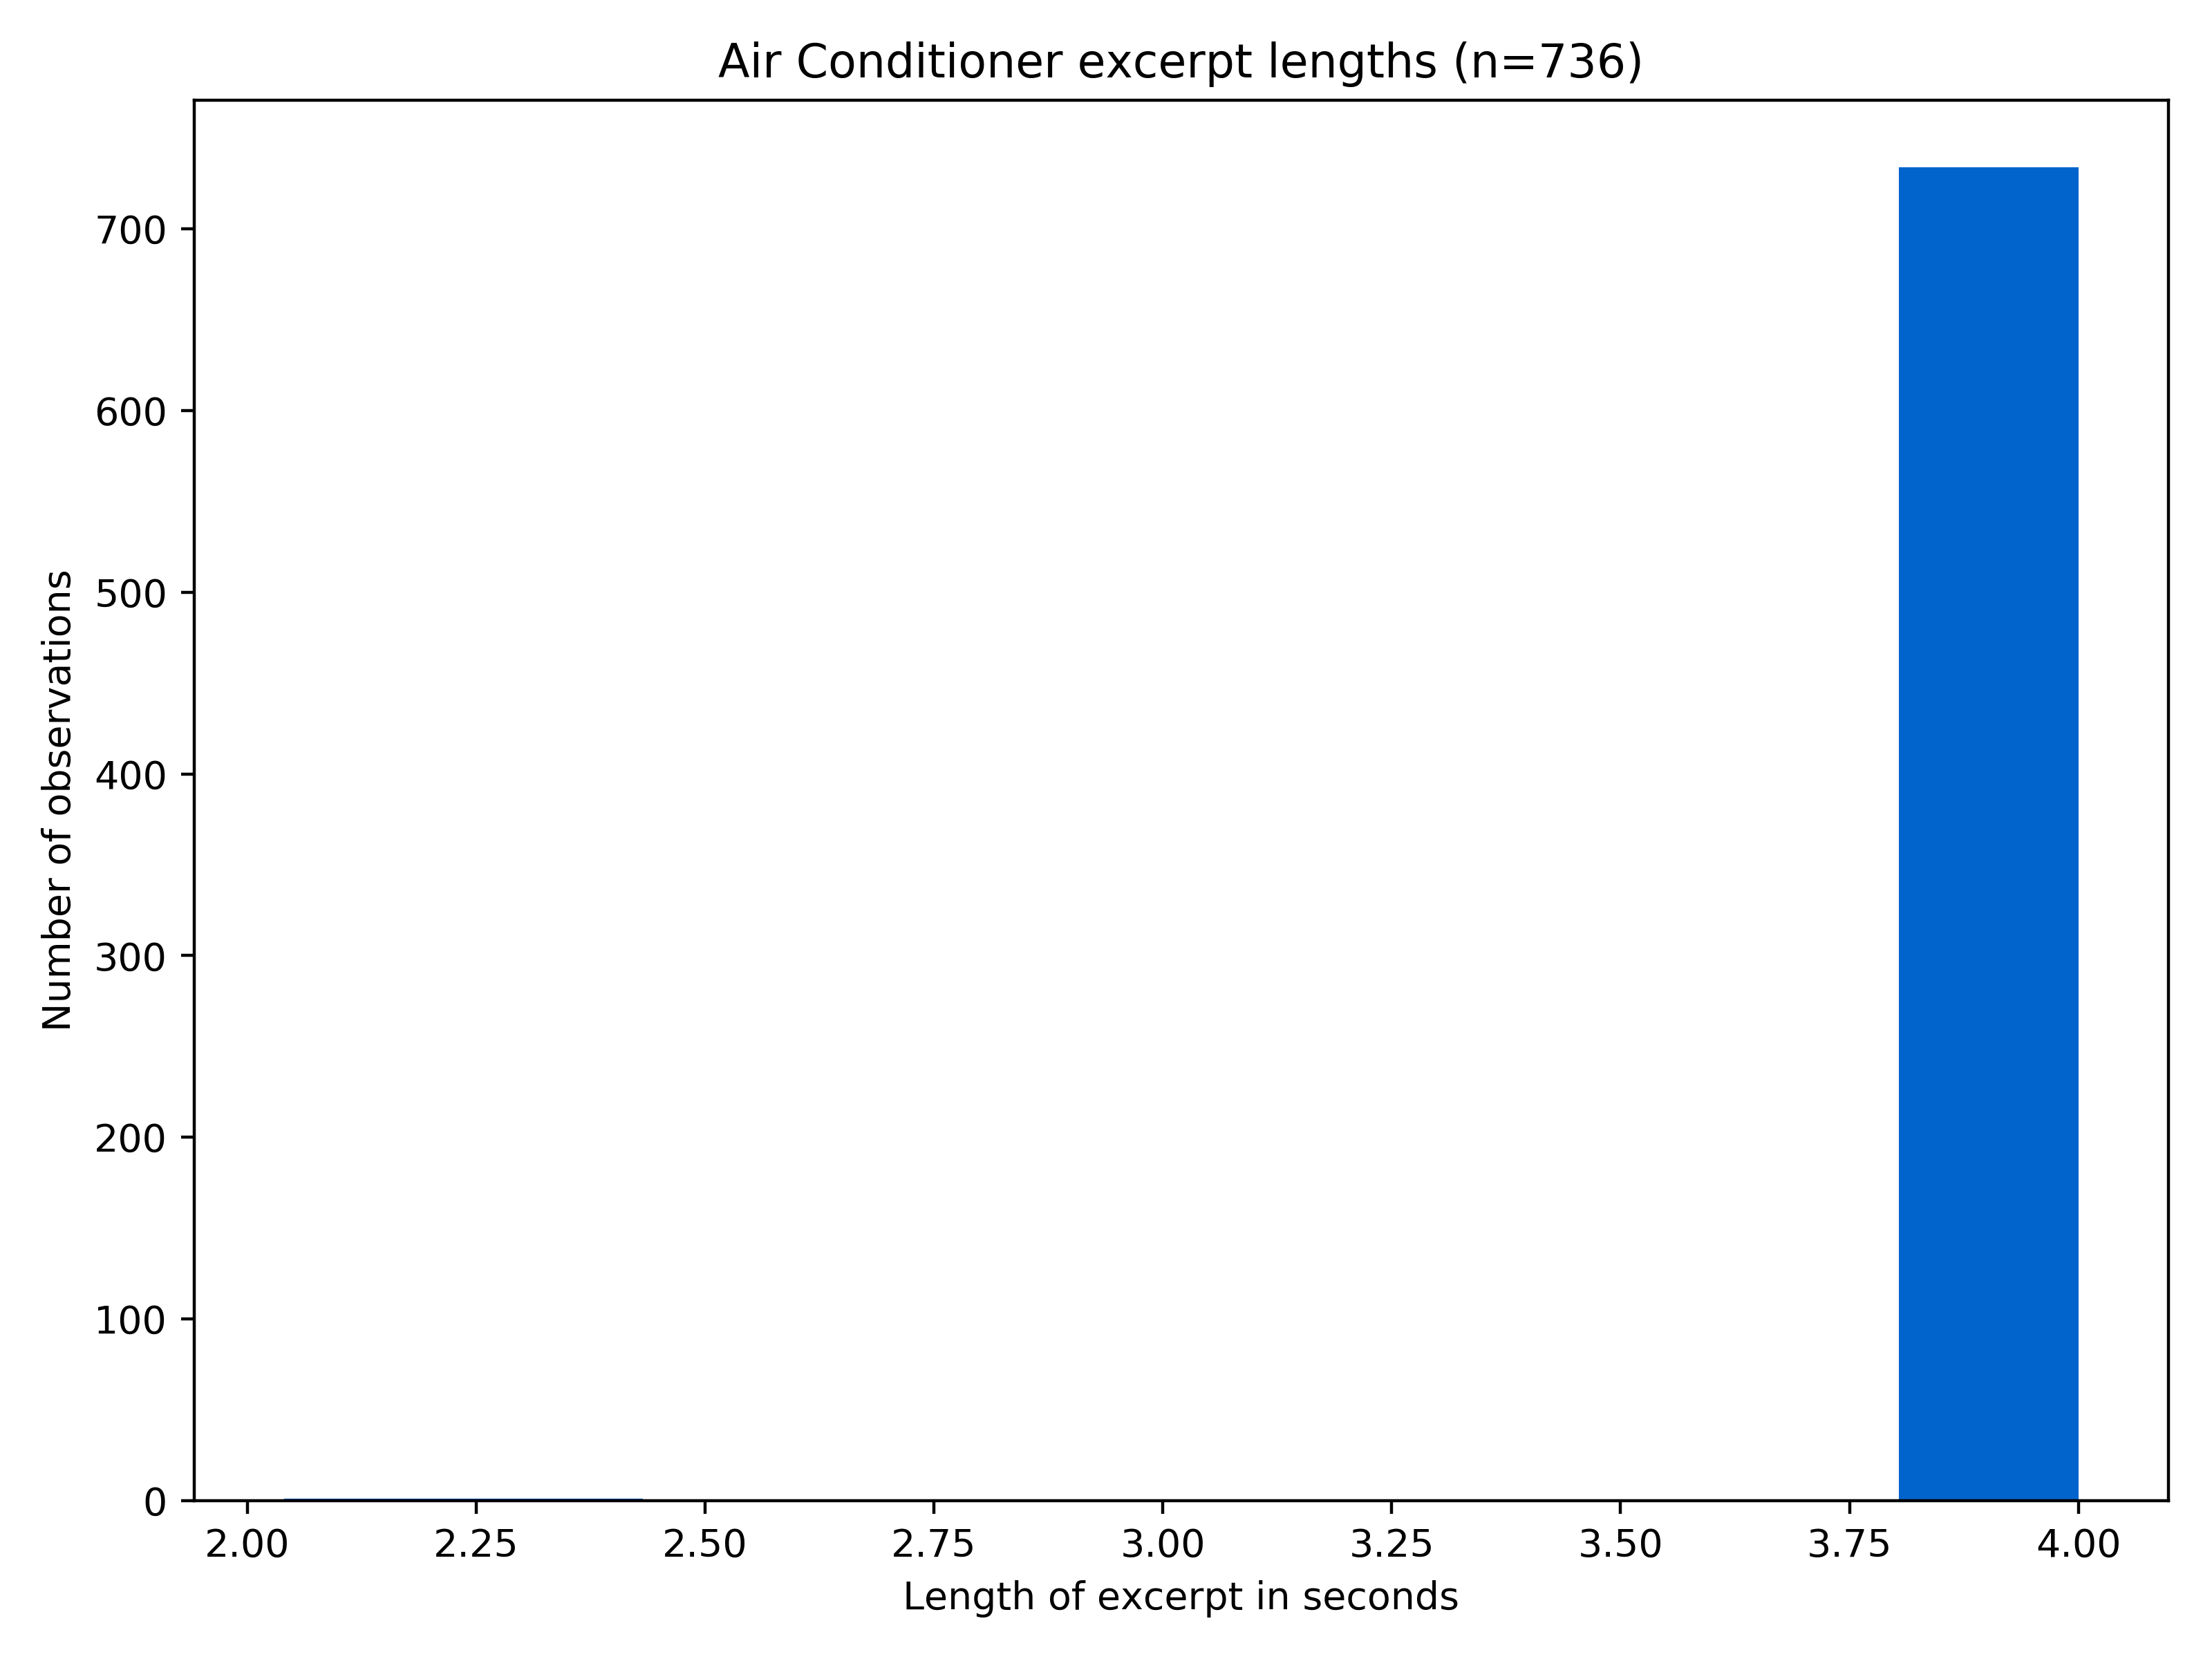 Air Conditioner excerpt lengths (n=736)
Number of observations
700
600
500
400
300
200
100
0
2.00 2.25 2.50 2.75 3.00 3.25 3.50 3.75 4.00
Length of excerpt in seconds